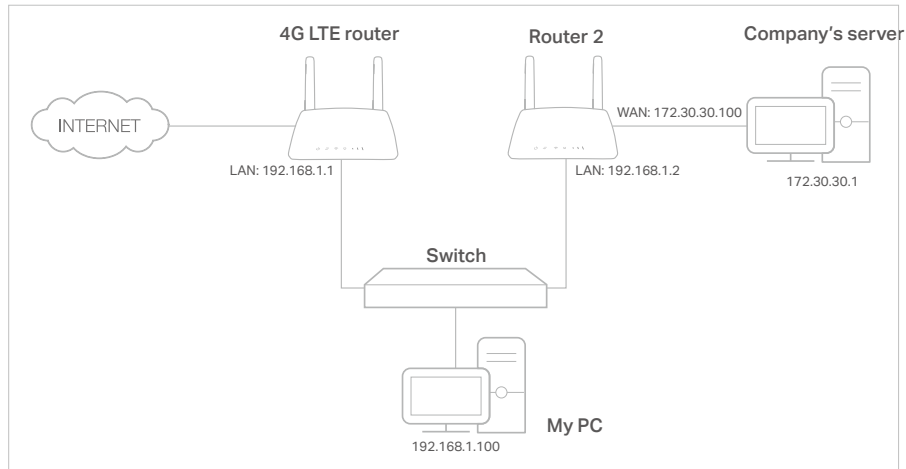 4G LTE router
Router 2
Company's server
INTERNET
WAN: 172.30.30.100
LAN: 192.168.1.1
LAN: 192.168.1.2
172.30.30.1
Switch
My PC
192.168.1.100